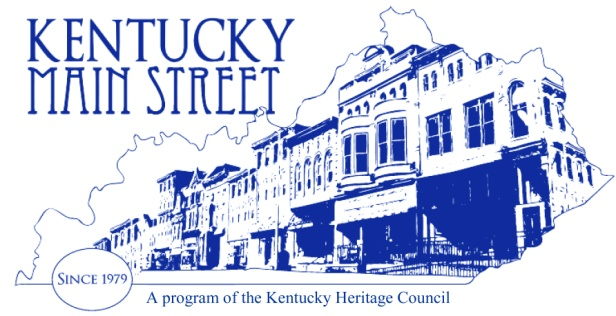 KENTUCKY
MAIN STREET
SINCE 1979
A program of the Kentucky Heritage Council